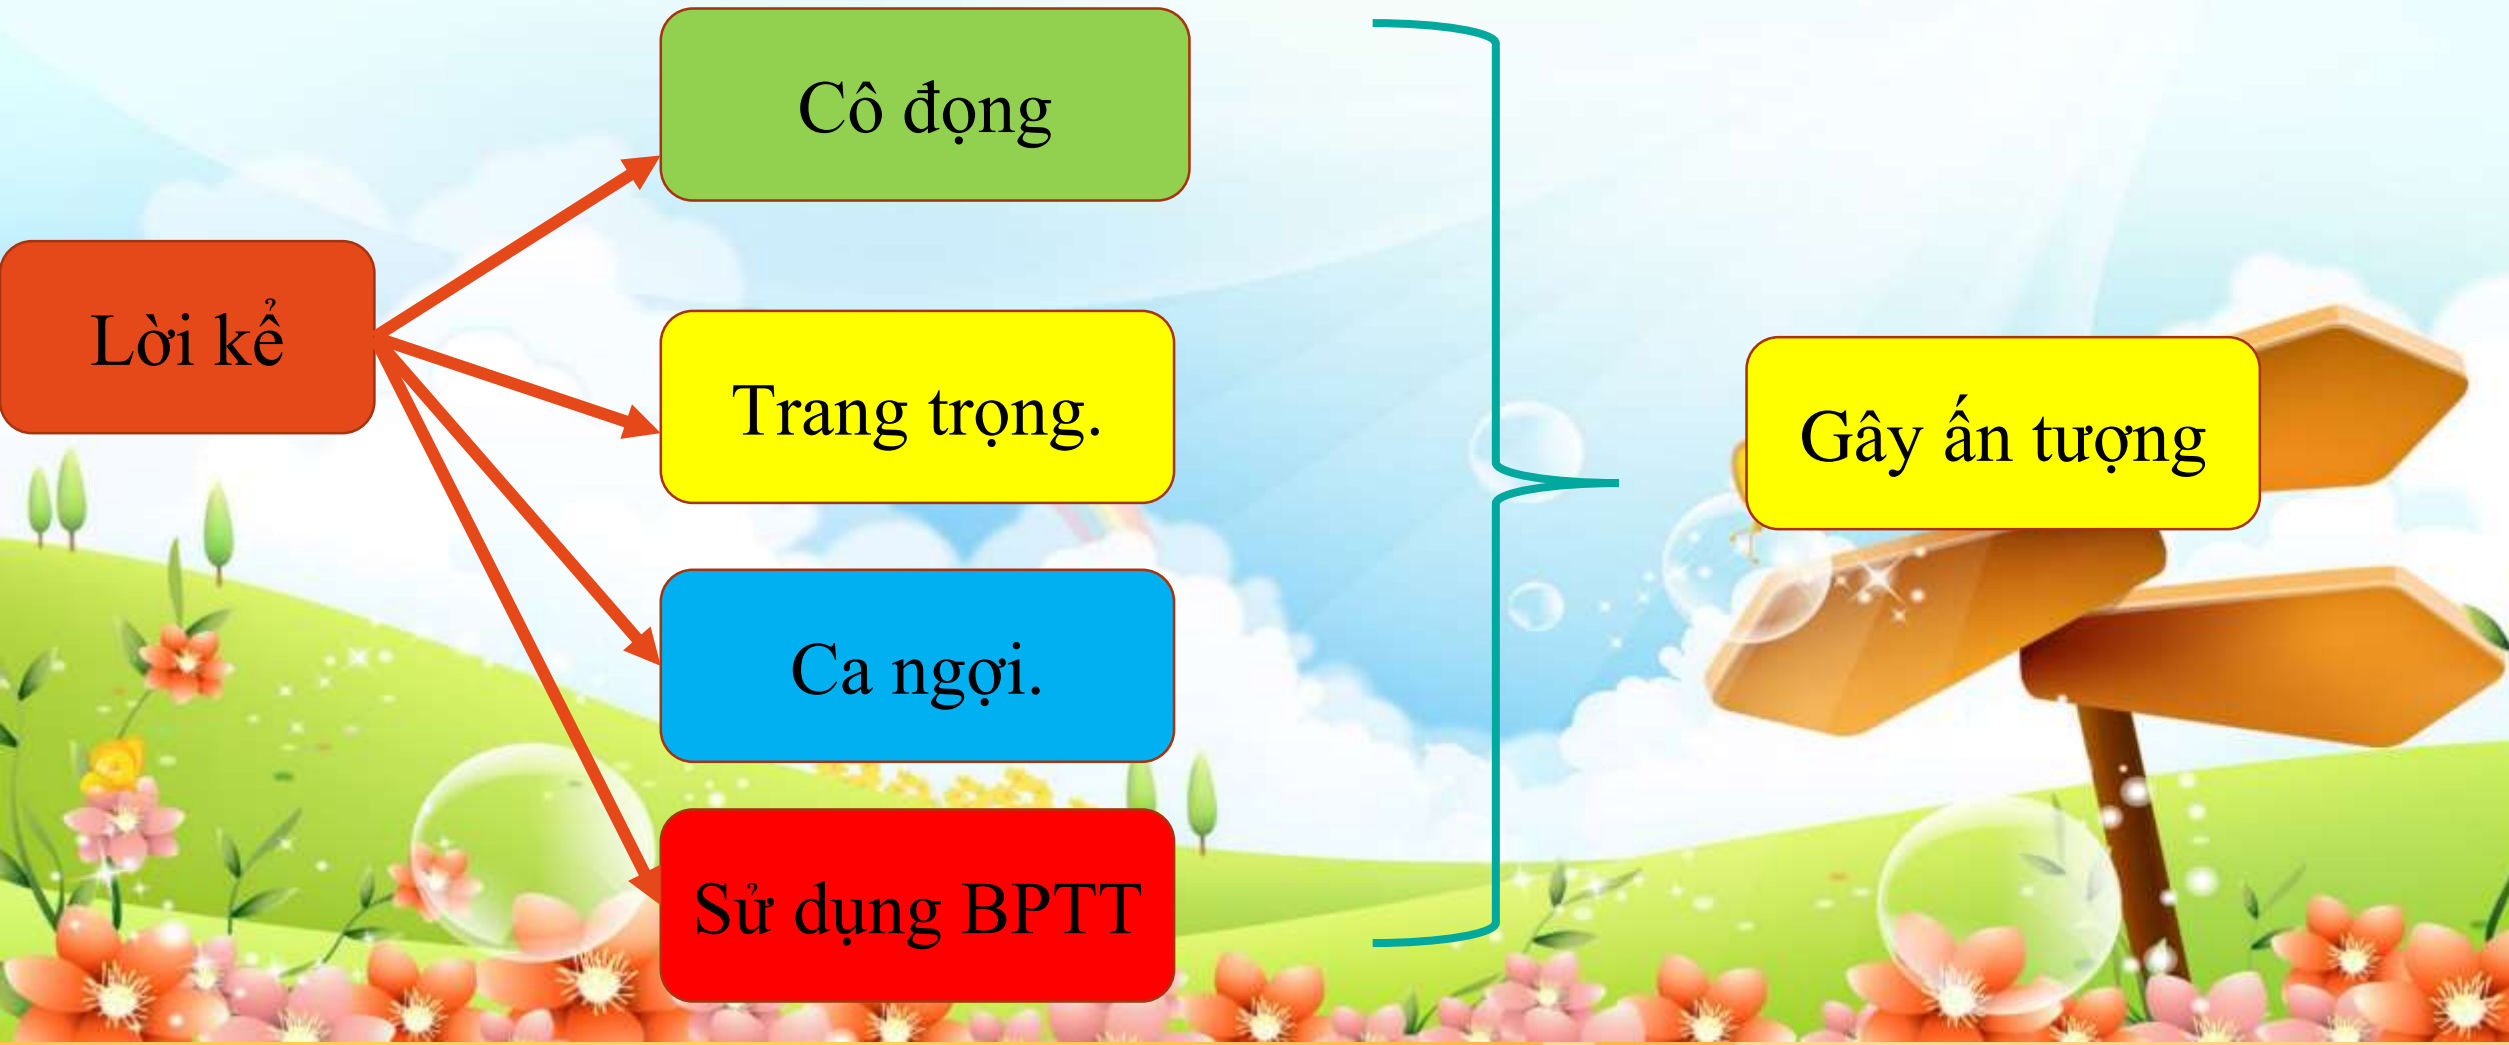 Cô đọng
Lời kể
Trang trọng.
Gây ấn tượng
Ca ngợi.
Sử dụng BPTT